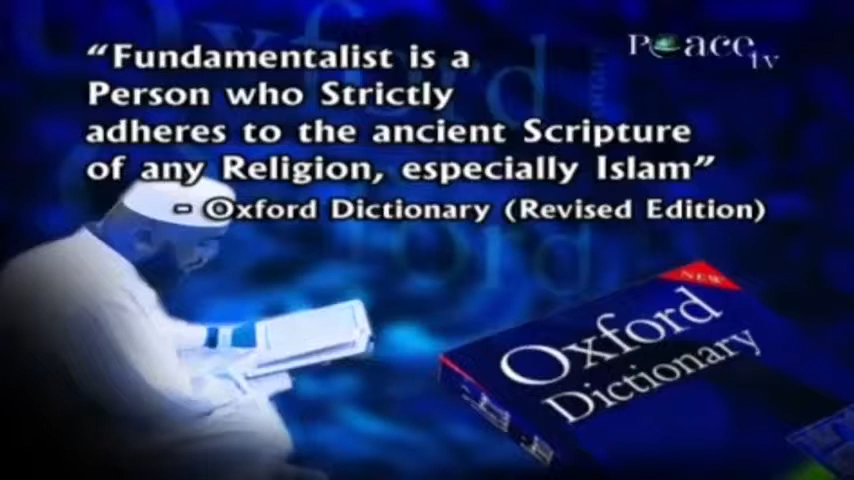 Peace tv
“Fundamentalist is a
Person who Strictly
adheres to the ancient Scripture
of any Religion, especially Islam”
- Oxford Dictionary (Revised Edition)
NEW
Oxford
Dictionary